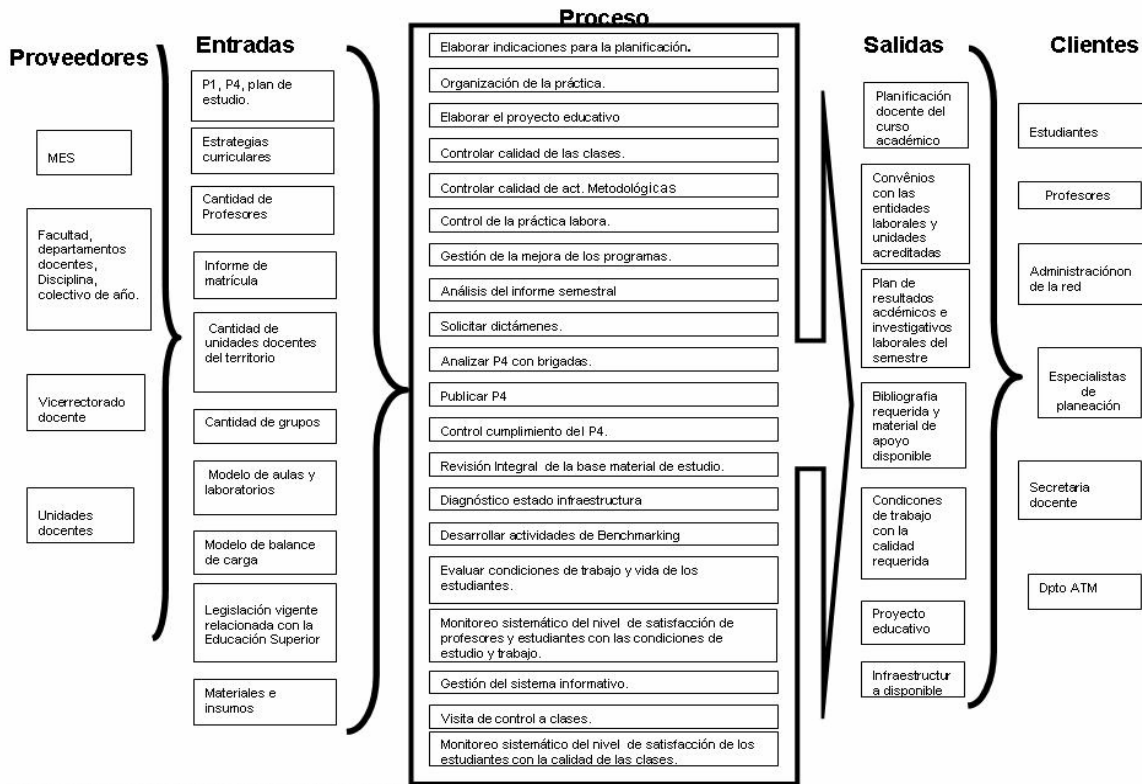 Proveedores
MES
Facultad,
departamentos
docentes,
Disciplina,
colectivo de año.
Vicerrectorado
docente
Unidades
docentes
Entradas
P1, P4, plan de
estudio.
Estrategias
curriculares
Cantidad de
Profesores
Informe de
matrícula
Cantidad de
unidades docentes
del territorio
Cantidad de grupos
Modelo de aulas y
laboratorios
Modelo de balance
de carga
Legislación vigente
relacionada con la
Educación Superior
Materiales e
insumos
Proceso
Elaborar indicaciones para la planificación.
Organización de la práctica.
Elaborar el proyecto educativo
Controlar calidad de las clases.
Controlar calidad de act. Metodológicas
Control de la práctica labora.
Gestión de la mejora de los programas.
Análisis del informe semestral
Solicitar dictámenes.
Analizar P4 con brigadas.
Publicar P4
Control cumplimiento del P4.
Revisión Integral de la base material de estudio.
Diagnóstico estado infraestructura
Desarrollar actividades de Benchmarking
Evaluar condiciones de trabajo y vida de los
estudiantes.
Monitoreo sistemático del nivel de satisfacción de
profesores y estudiantes con las condiciones de
estudio y trabajo.
Gestión del sistema informativo.
Visita de control a clases.
Monitoreo sistemático del nivel de satisfacción de los
estudiantes con la calidad de las clases.
Salidas
Planificación
docente del
curso
académico
Convênios
con las
entidades
laborales y
unidades
acreditadas
Plan de
resultados
acdémicos e
investigativos
laborales del
semestre
Bibliografia
requerida y
material de
apoyo
disponible
Condicones
de trabajo
con la
calidad
requerida
Proyecto
educativo
Infraestructur
a disponible
Clientes
Estudiantes
Profesores
Administraciónon
de la red
Especialistas
de
planeación
Secretaria
docente
Dpto ATM